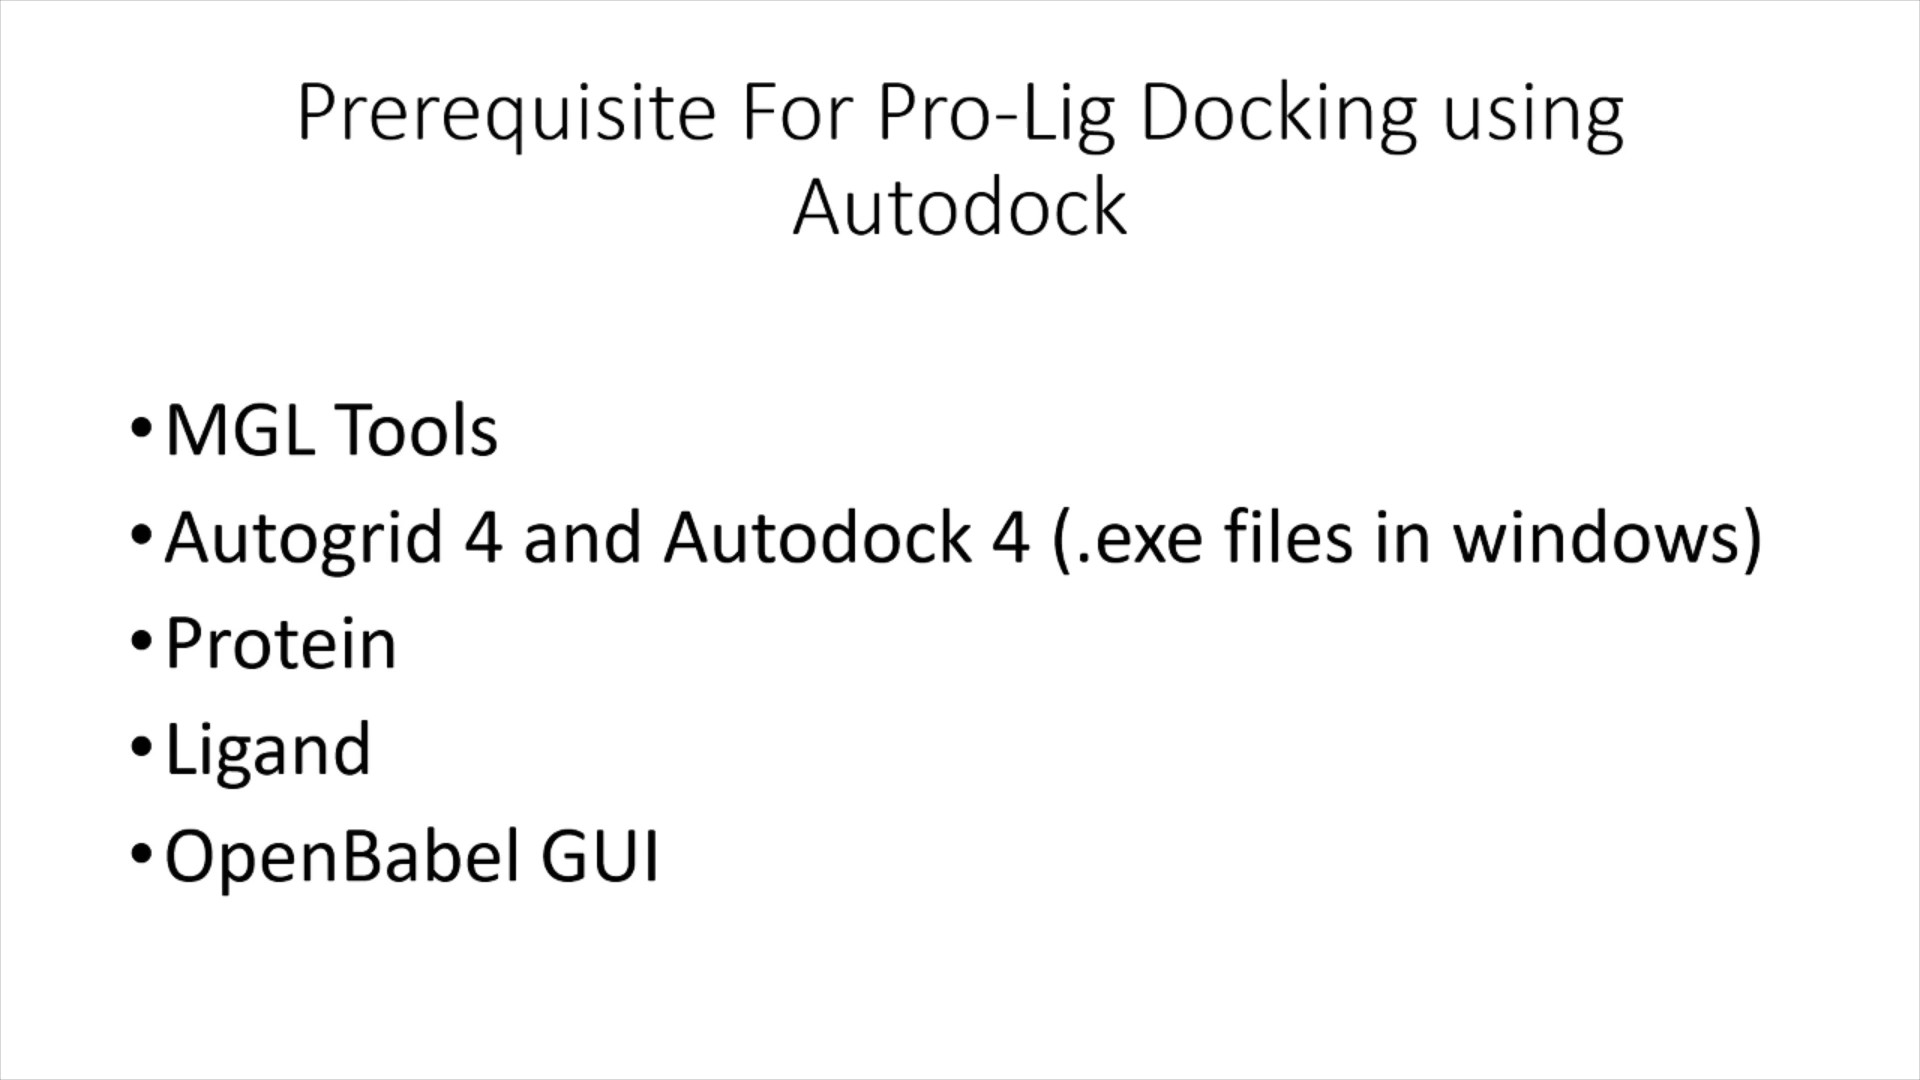 Prerequisite For Pro-Lig Docking using
Autodock
•MGL Tools
•Autogrid 4 and Autodock 4 (.exe files in windows)
•Protein
•Ligand
•OpenBabel GUI